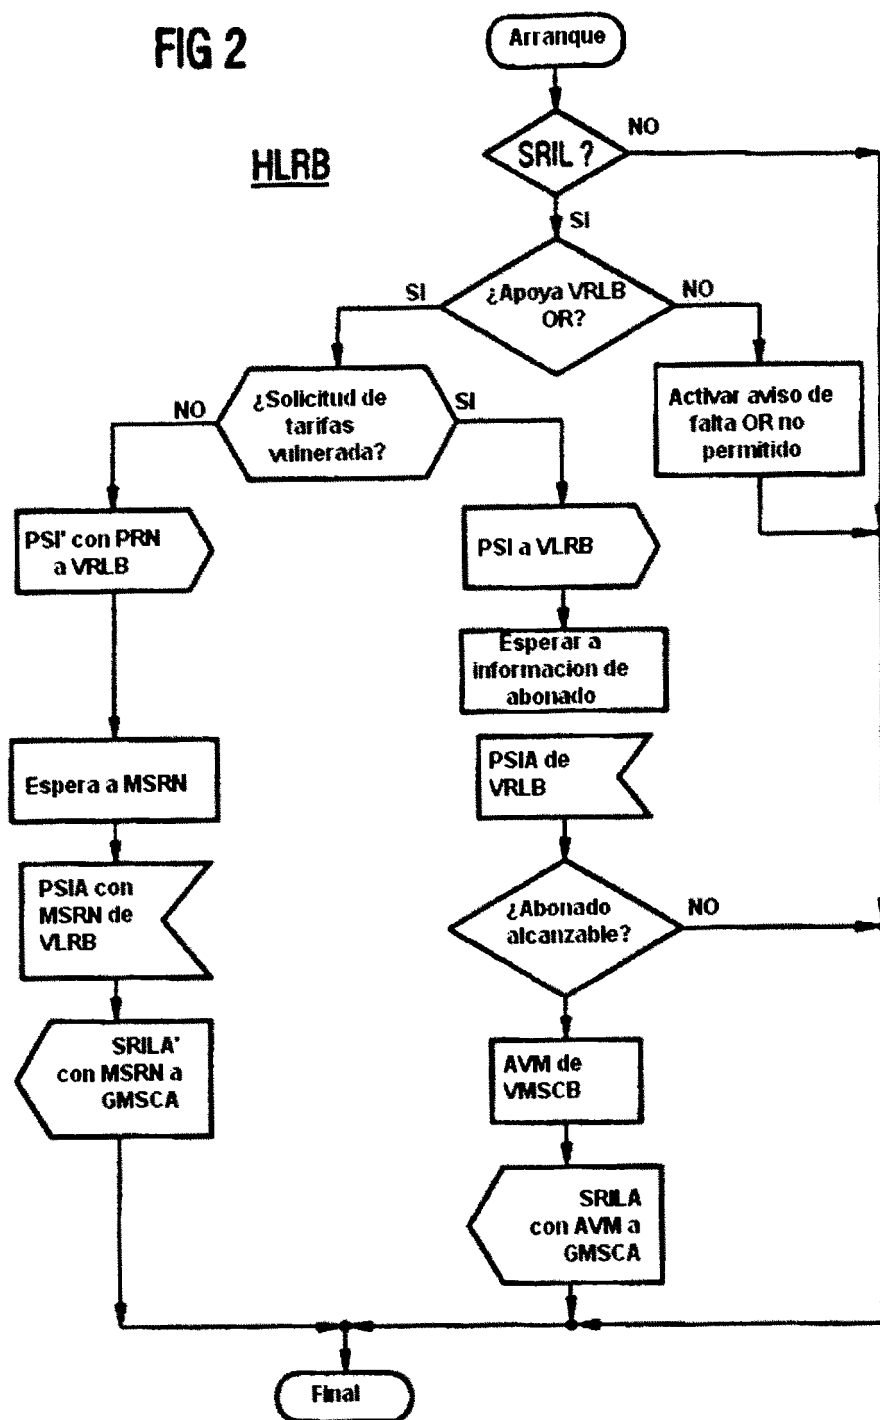 FIG 2
Arranque
HLRB
SRIL ?
NO
SI
¿Apoya VRLB
OR?
SI
NO
¿Solicitud de
tarifas
vulnerada?
NO
SI
Activar aviso de
falta OR no
permitido
PSI' con PRN
a VRLB
PSI a VLRB
Esperar a
informacion de
abonado
Espera a MSRN
PSIA de
VRLB
PSIA con
MSRN de
VLRB
¿Abonado
alcanzable?
NO
SRILA'
con MSRN a
GMSCA
AVM de
VMSCB
SRILA
con AVM a
GMSCA
Final